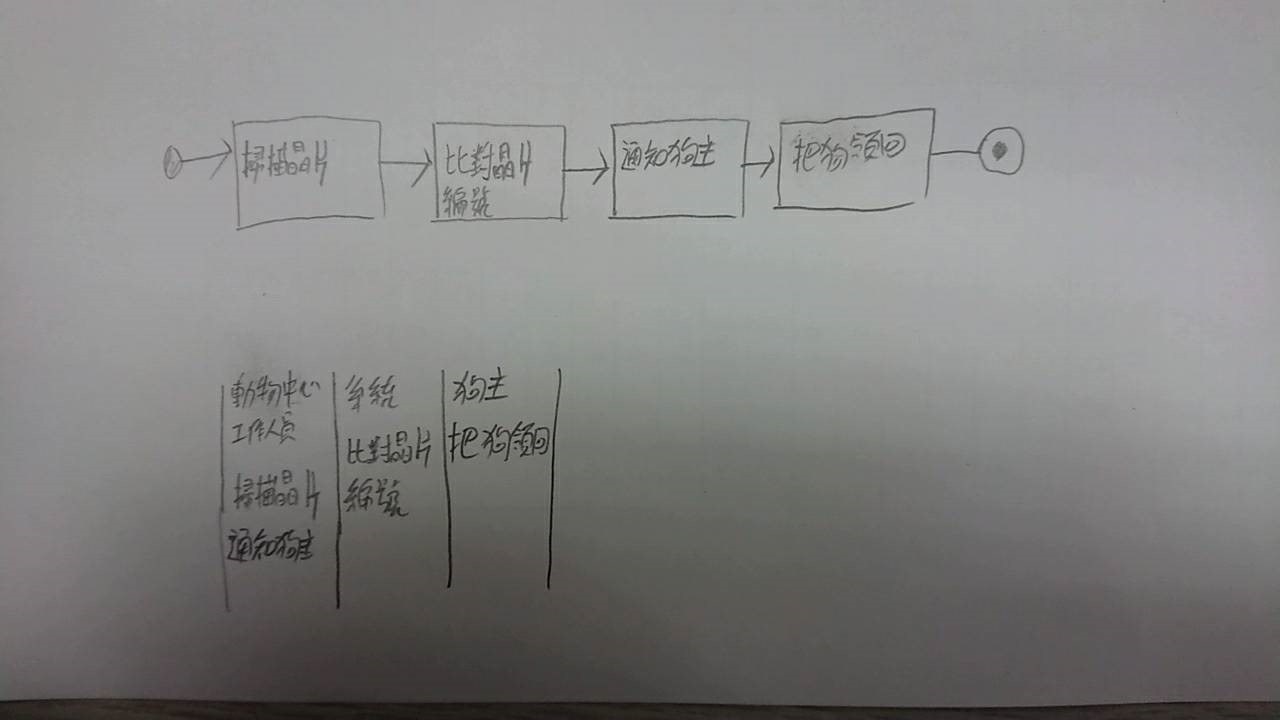 掃描晶片
比對晶片
編號
通知狗主
把狗領回
動物中心
工作人員
掃描晶片
通知狗主
系統
比對晶片
編號
狗主
把狗領回